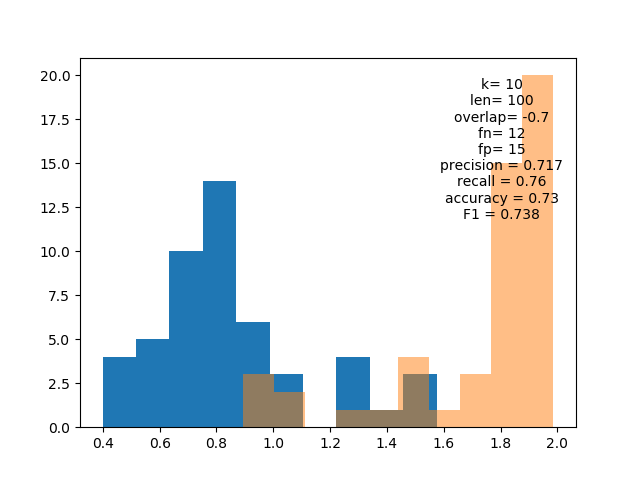 20.0
17.5
15.0
12.5
10.0
7.5
5.0
2.5
0.0
k= 10
len= 100
overlap= -0.7
fn= 12
fp= 15
precision = 0.717
recall = 0.76
accuracy = 0.73
F1 = 0.738
0.4 0.6 0.8 1.0 1.2 1.4 1.6 1.8 2.0